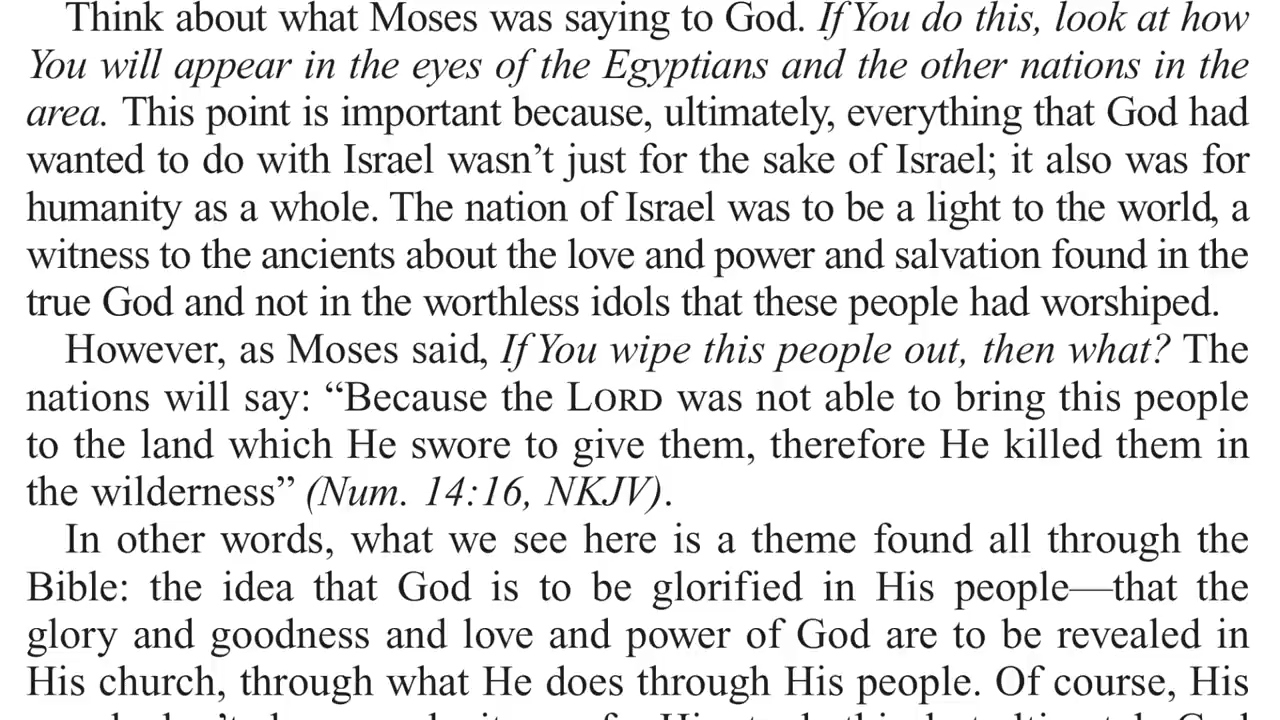 Think about what Moses was saying to God. If You do this, look at how
You will appear in the eyes of the Egyptians and the other nations in the
area. This point is important because, ultimately, everything that God had
wanted to do with Israel wasn’t just for the sake of Israel; it also was for
humanity as a whole. The nation of Israel was to be a light to the world, a
witness to the ancients about the love and power and salvation found in the
true God and not in the worthless idols that these people had worshiped.
However, as Moses said, If You wipe this people out, then what? The
nations will say: “Because the LORD was not able to bring this people
to the land which He swore to give them, therefore He killed them in
the wilderness” (Num. 14:16, NKJV).
In other words, what we see here is a theme found all through the
Bible: the idea that God is to be glorified in His people—that the
glory and goodness and love and power of God are to be revealed in
His church, through what He does through His people. Of course, His